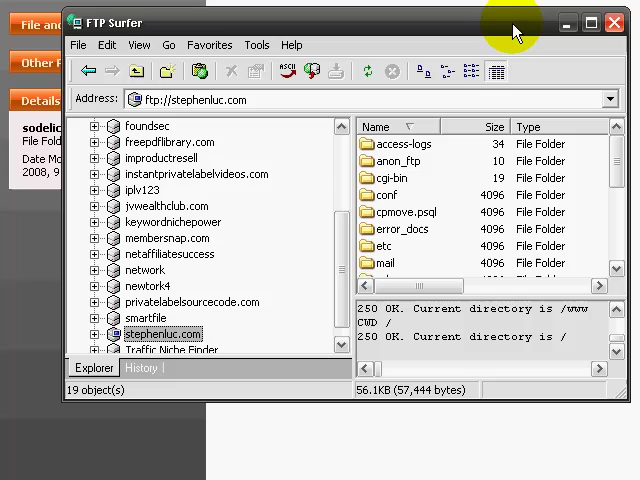 File and
Other P
Details
sodelic
File Folder
Date Mo
2008, 9
FTP Surfer
File Edit View Go Favorites Tools Help
ASCII
Address: ftp://stephenluc.com
foundsec
freepdflibrary.com
improductresell
instantprivatelabelvideos.com
iplv123
jvwealthclub.com
keywordnichepower
membersnap.com
netaffiliatesuccess
network
newtork4
privatelabelsourcecode.com
smartfile
stephenluc.com
Traffic Niche Finder
Explorer History
19 object(s)
Name Size Type
access-logs 34 File Folder
anon_ftp 10 File Folder
cgi-bin 19 File Folder
conf 4096 File Folder
cpmove.psql 4096 File Folder
error_docs 4096 File Folder
etc 4096 File Folder
mail 4096 File Folder
250 OK. Current directory is /www
CWD /
250 OK. Current directory is /
56.1KB (57,444 bytes)